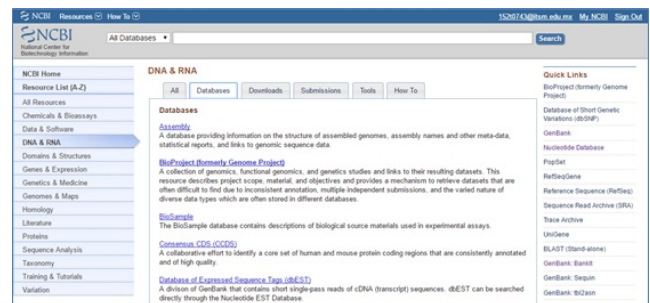 NCBI Resources How To
152t0743@itsm.edu.mx My NCBI Sign Out
NCBI
National Center for
Biotechnology Information
All Databases
Search
NCBI Home
Resource List (A-Z)
All Resources
Chemicals & Bioassays
Data & Software
DNA & RNA
Domains & Structures
Genes & Expression
Genetics & Medicine
Genomes & Maps
Homology
Literature
Proteins
Sequence Analysis
Taxonomy
Training & Tutorials
Variation
DNA & RNA
All Databases Downloads Submissions Tools How To
Databases
Assembly
A database providing information on the structure of assembled genomes, assembly names and other meta-data,
statistical reports, and links to genomic sequence data.
BioProject (formerly Genome Project)
A collection of genomics, functional genomics, and genetics studies and links to their resulting datasets. This
resource describes project scope, material, and objectives and provides a mechanism to retrieve datasets that are
often difficult to find due to inconsistent annotation, multiple independent submissions, and the varied nature of
diverse data types which are often stored in different databases.
BioSample
The BioSample database contains descriptions of biological source materials used in experimental assays.
Consensus CDS (CCDS)
A collaborative effort to identify a core set of human and mouse protein coding regions that are consistently annotated
and of high quality.
Database of Expressed Sequence Tags (dbEST)
A divison of GenBank that contains short single-pass reads of cDNA (transcript) sequences. dbEST can be searched
directly through the Nucleotide EST Database.
Quick Links
BioProject (formerly Genome
Project)
Database of Short Genetic
Variations (dbSNP)
GenBank
Nucleotide Database
PopSet
RefSeqGene
Reference Sequence (RefSeq)
Sequence Read Archive (SRA)
Trace Archive
UniGene
BLAST (Stand-alone)
GenBank: BankIt
GenBank: Sequin
GenBank: tbl2asn